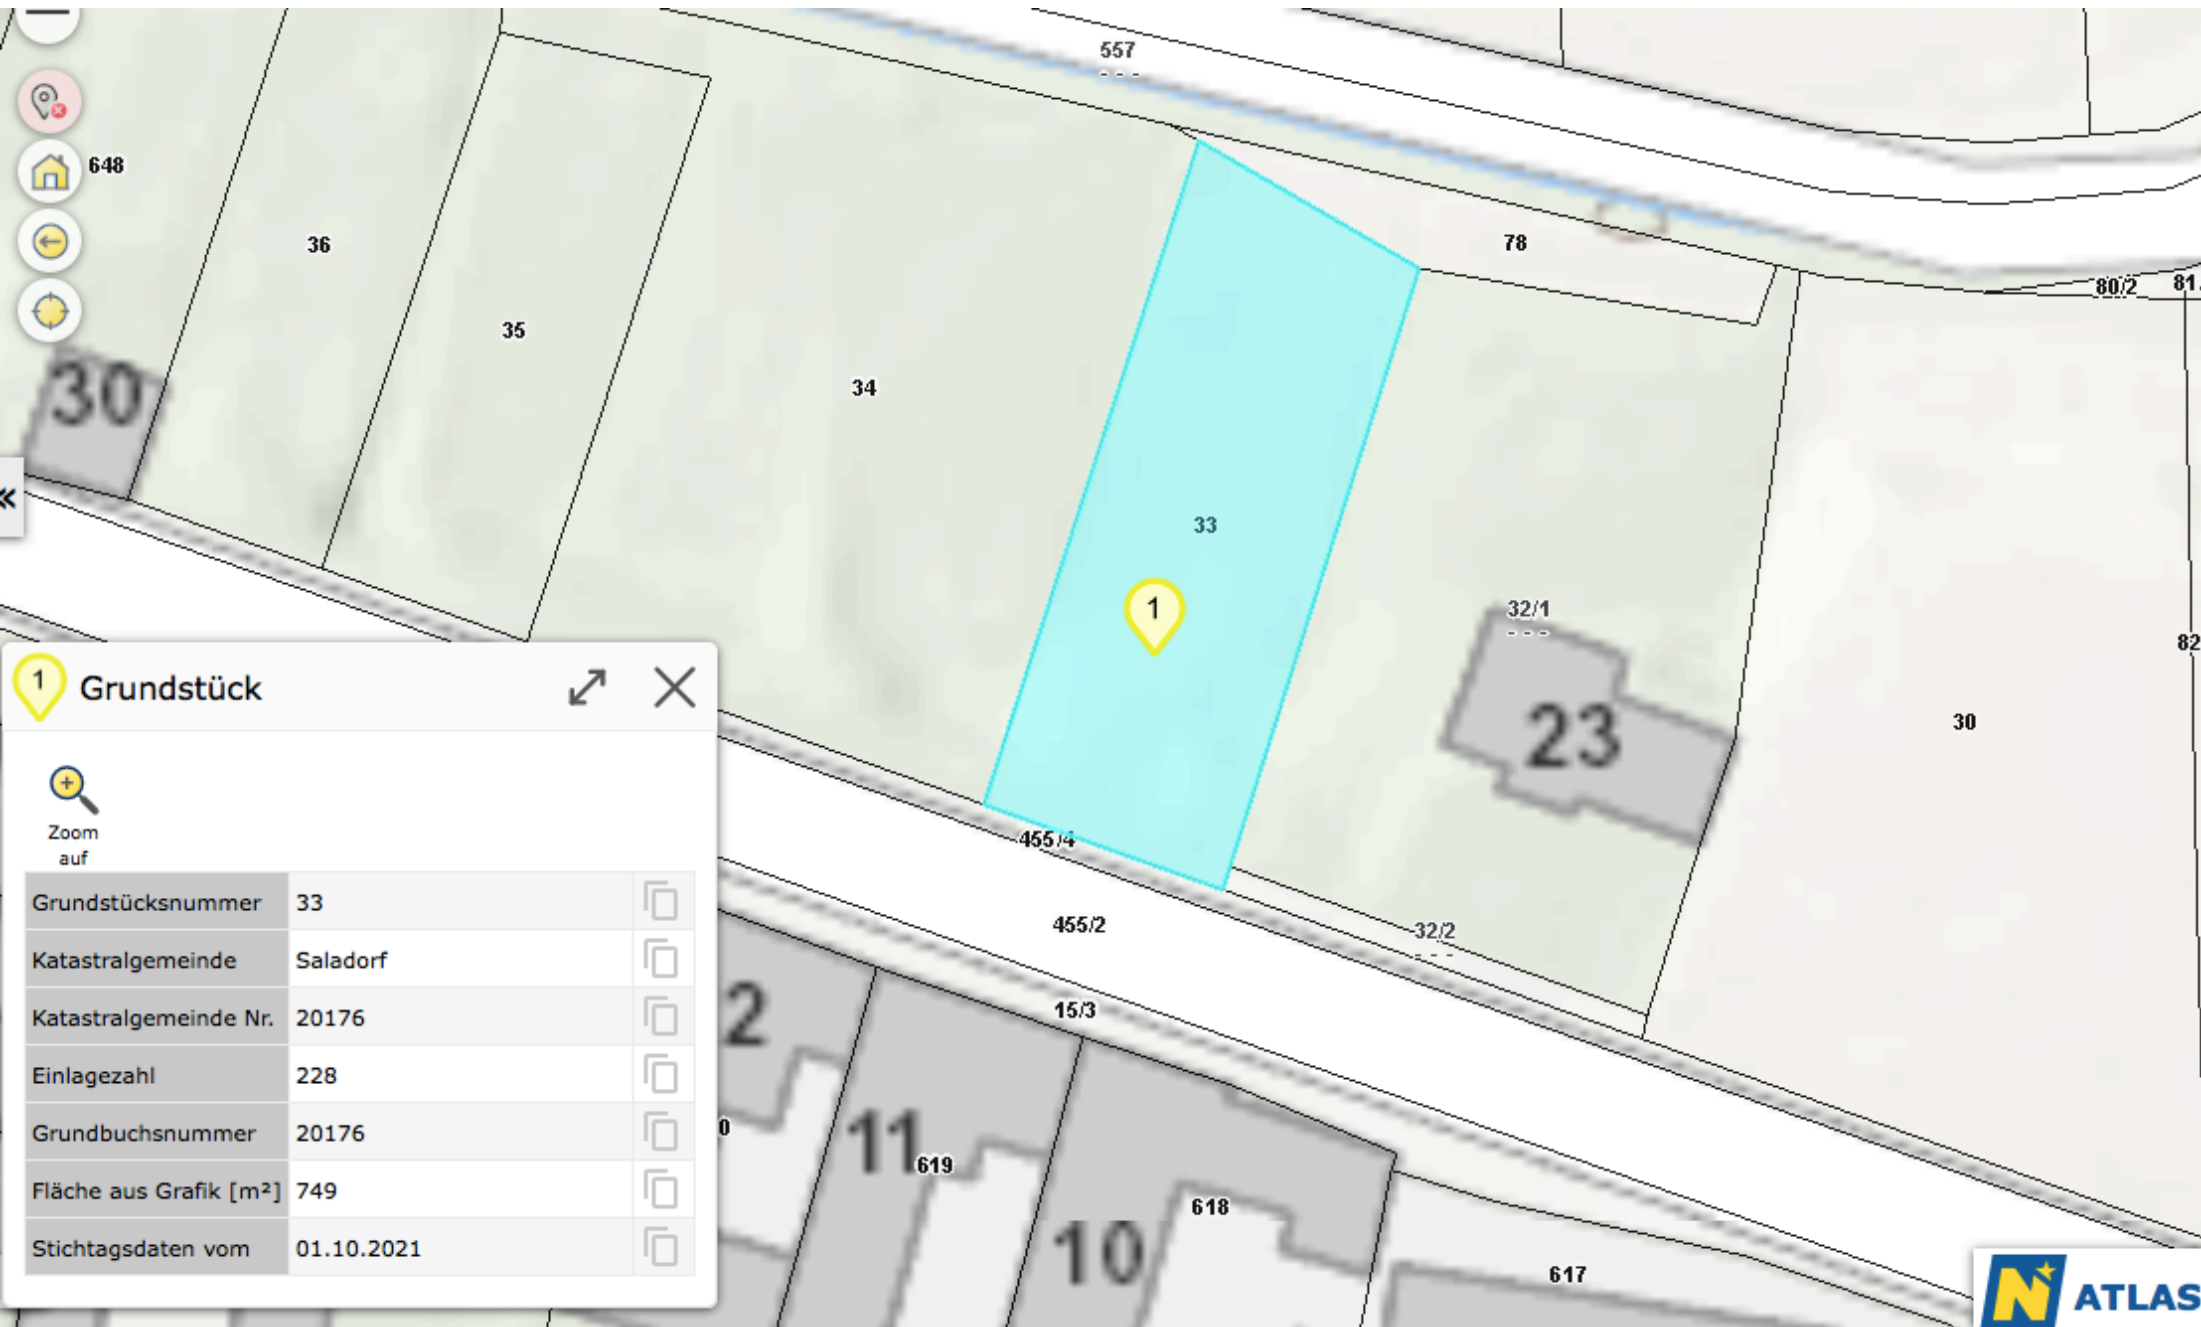 557
648
36
78
80/2
81.
35
34
30
33
1
32/1
82
23
30
455/4
455/2
32/2
15/3
2
0
11
619
618
10
617
1 Grundstück
Zoom
auf
Grundstücksnummer 33
Katastralgemeinde Saladorf
Katastralgemeinde Nr. 20176
Einlagezahl 228
Grundbuchsnummer 20176
Fläche aus Grafik [m²] 749
Stichtagsdaten vom 01.10.2021
N ATLAS